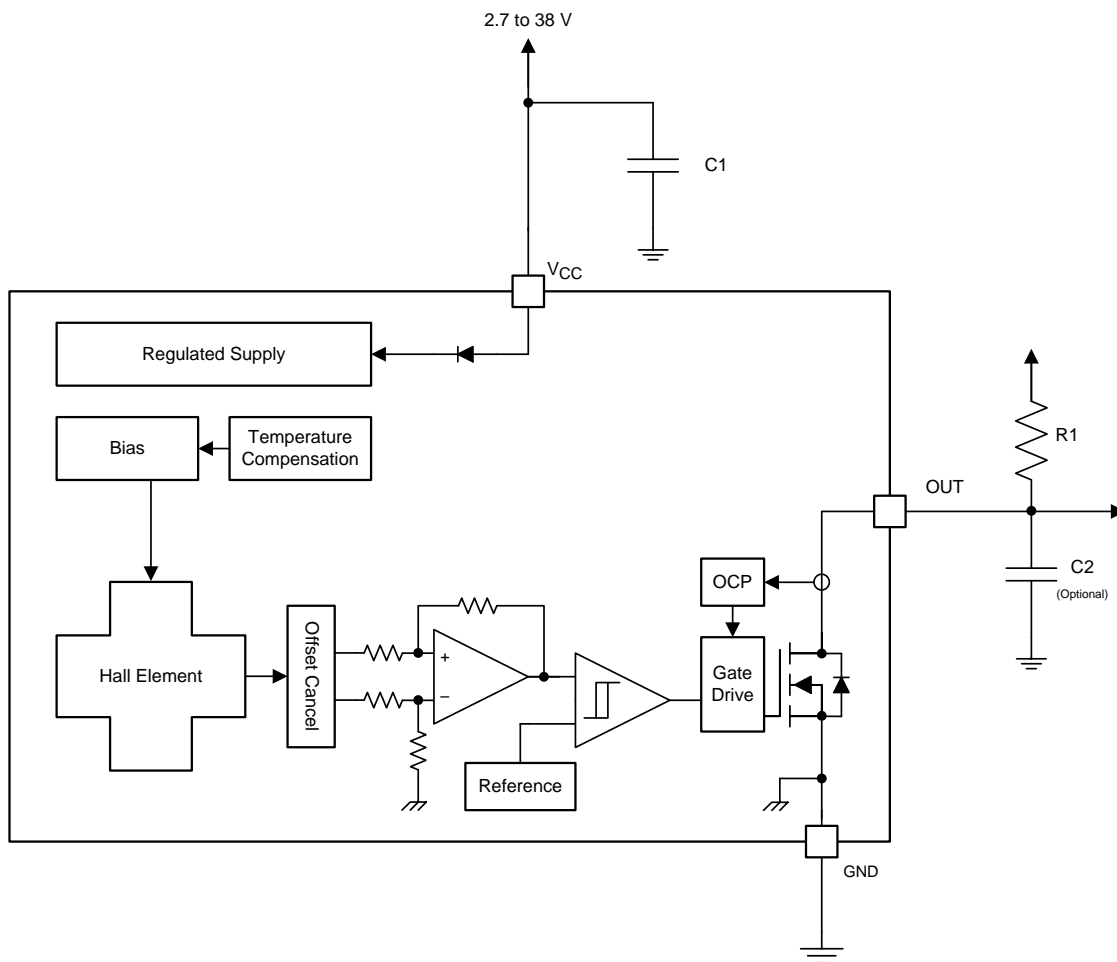 2.7 to 38 V
C1
VCC
Regulated Supply
Bias
Temperature
Compensation
R1
OUT
C2
(Optional)
OCP
Hall Element
Offset Cancel
+
–
Gate
Drive
Reference
GND